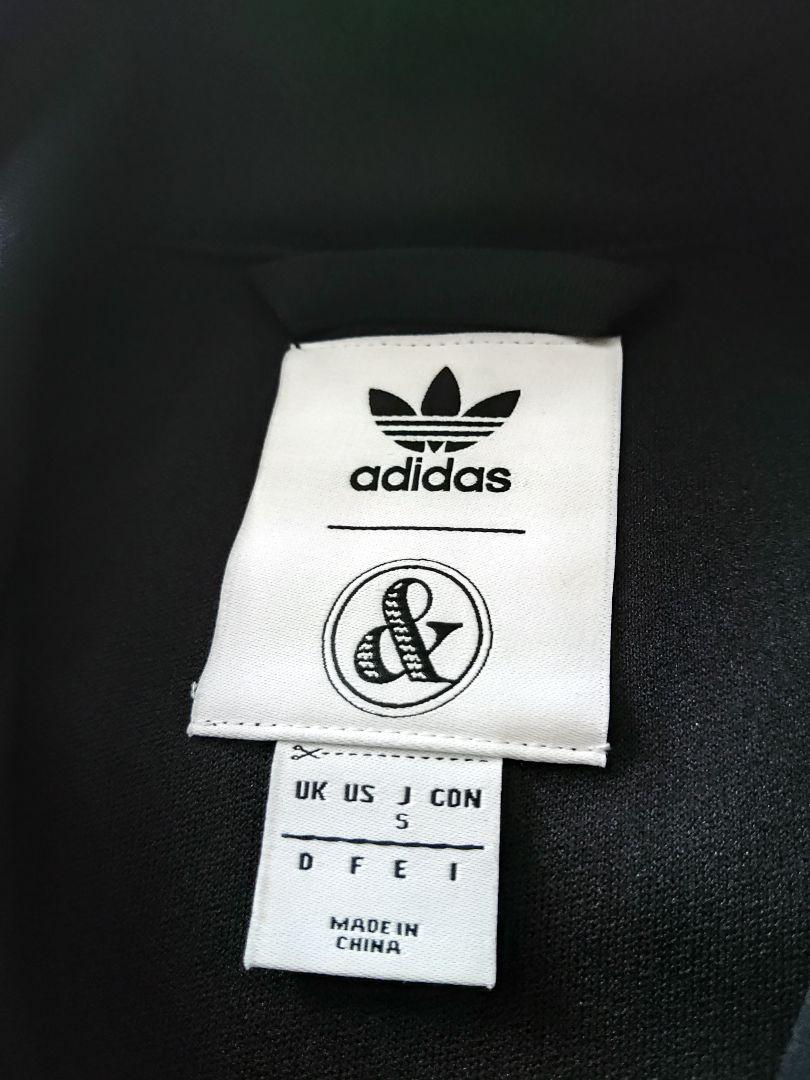 adidas
&
UK US J CON
S
D F E I
MADE IN
CHINA